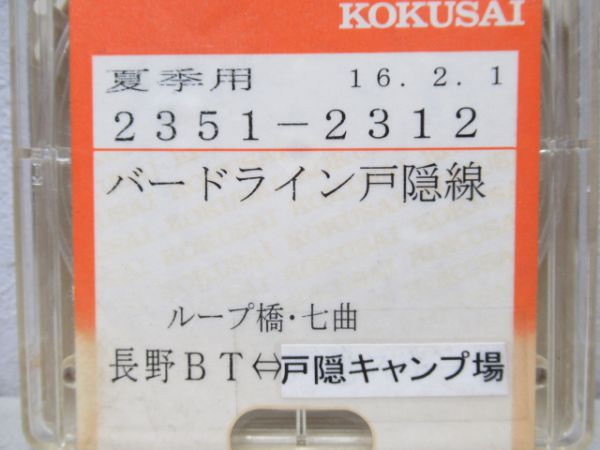 KOKUSAI
夏季用 16.2.1
2351-2312
バードライン戸隠線
ループ橋・七曲
長野BT⇔戸隠キャンプ場